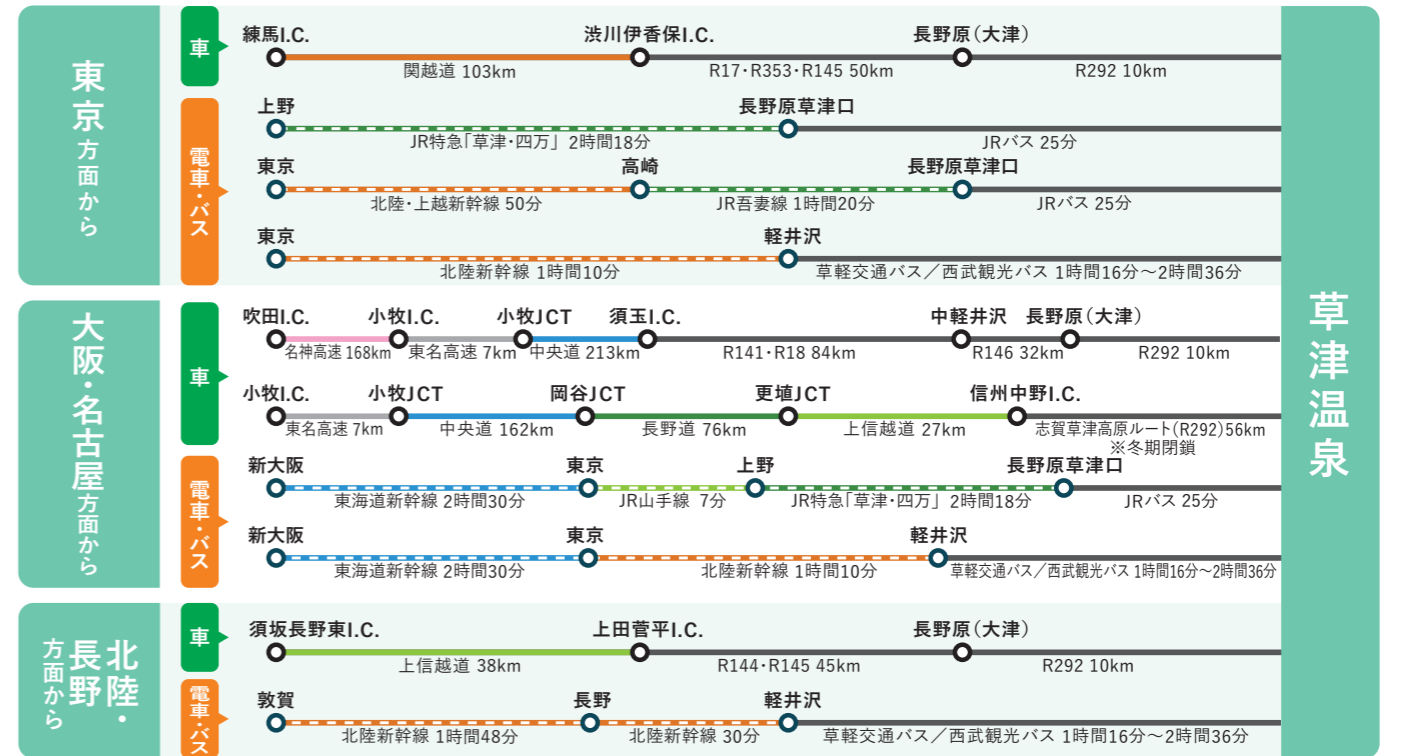 東京方面から
車
練馬I.C. 渋川伊香保I.C. 長野原（大津）
関越道 103km R17・R353・R145 50km R292 10km
電車・バス
上野 長野原草津口
JR特急「草津・四万」 2時間18分 JRバス 25分
東京 高崎 長野原草津口
北陸・上越新幹線 50分 JR吾妻線 1時間20分 JRバス 25分
東京 軽井沢
北陸新幹線 1時間10分 草軽交通バス／西武観光バス 1時間16分～2時間36分
大阪・名古屋方面から
車
吹田I.C. 小牧I.C. 小牧JCT 須玉I.C. 中軽井沢 長野原（大津）
名神高速 168km 東名高速 7km 中央道 213km R141・R18 84km R146 32km R292 10km
小牧I.C. 小牧JCT 岡谷JCT 更埴JCT 信州中野I.C.
東名高速 7km 中央道 162km 長野道 76km 上信越道 27km 志賀草津高原ルート（R292）56km
※冬期閉鎖
電車・バス
新大阪 東京 上野 長野原草津口
東海道新幹線 2時間30分 JR山手線 7分 JR特急「草津・四万」 2時間18分 JRバス 25分
新大阪 東京 軽井沢
東海道新幹線 2時間30分 北陸新幹線 1時間10分 草軽交通バス／西武観光バス 1時間16分～2時間36分
北陸・長野方面から
車
須坂長野東I.C. 上田菅平I.C. 長野原（大津）
上信越道 38km R144・R145 45km R292 10km
電車・バス
敦賀 長野 軽井沢
北陸新幹線 1時間48分 北陸新幹線 30分 草軽交通バス／西武観光バス 1時間16分～2時間36分
草津温泉